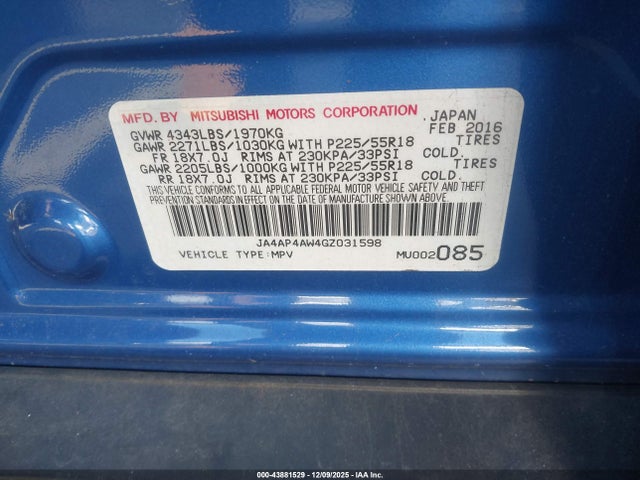 MFD. BY MITSUBISHI MOTORS CORPORATION JAPAN
GVWR 4343LBS/1970KG FEB 2016
GAWR 2271LBS/1030KG WITH P225/55R18 TIRES
FR 18X7.0J RIMS AT 230KPA/33PSI COLD.
GAWR 2205LBS/1000KG WITH P225/55R18 TIRES
RR 18X7.0J RIMS AT 230KPA/33PSI COLD.
THIS VEHICLE CONFORMS TO ALL APPLICABLE FEDERAL MOTOR VEHICLE SAFETY AND THEFT
PREVENTION STANDARDS IN EFFECT ON THE DATE OF MANUFACTURE SHOWN ABOVE.
JA4AP4AW4GZ031598
VEHICLE TYPE:MPV MU002085
00-43881529 - 12/09/2025 - IAA Inc.